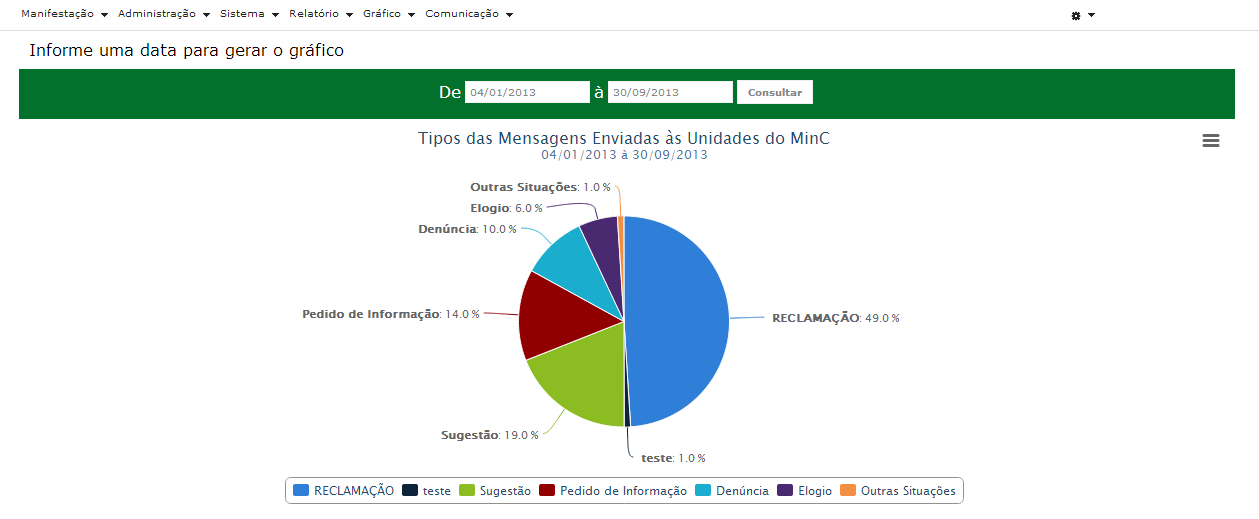 Manifestação Administração Sistema Relatório Gráfico Comunicação
Informe uma data para gerar o gráfico
De 04/01/2013 à 30/09/2013 Consultar
Tipos das Mensagens Enviadas às Unidades do MinC
04/01/2013 à 30/09/2013
Outras Situações: 1.0 %
Elogio: 6.0 %
Denúncia: 10.0 %
Pedido de Informação: 14.0 %
RECLAMAÇÃO: 49.0 %
Sugestão: 19.0 %
teste: 1.0 %
RECLAMAÇÃO teste Sugestão Pedido de Informação Denúncia Elogio Outras Situações